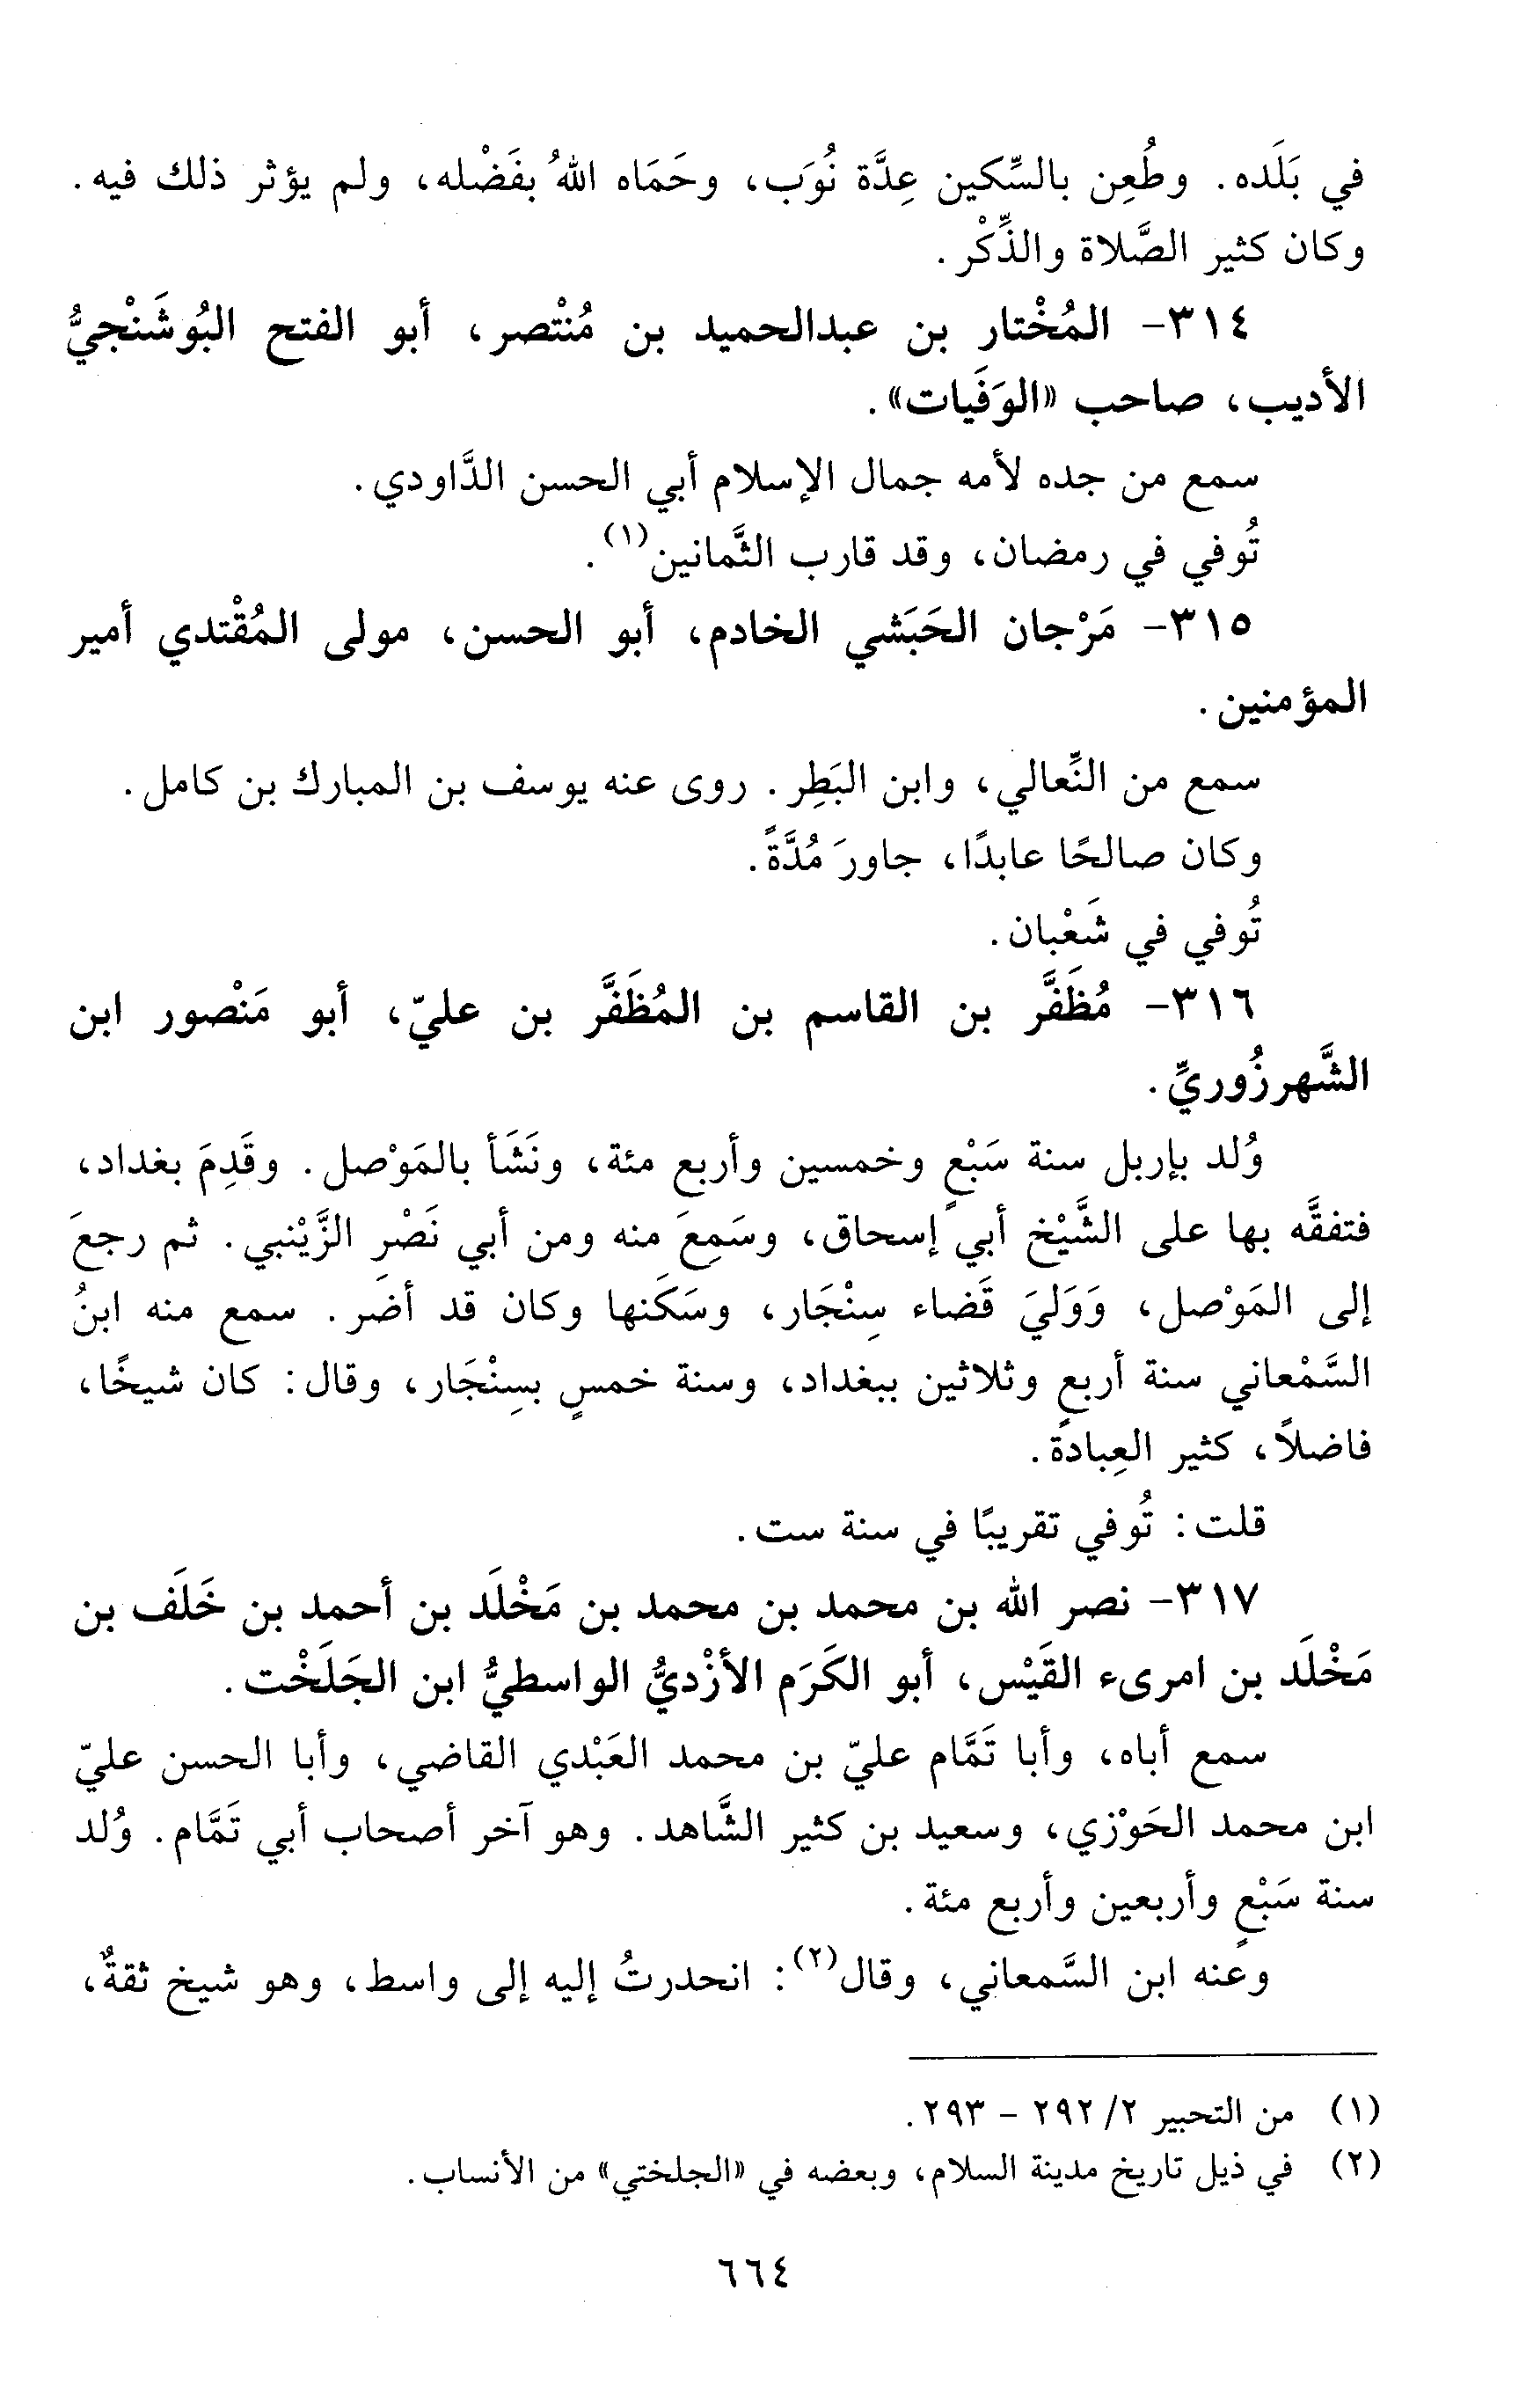 في بَلَده. وطُعِن بالسِّكين عِدَّة نُوَب، وحَمَاه اللهُ بفَضْله، ولم يؤثر ذلك فيه.
وكان كثير الصَّلاة والذِّكْر.
٣١٤- المُخْتار بن عبدالحميد بن مُنْتصر، أبو الفتح البُوشَنْجيُّ
الأديب، صاحب «الوَفَيات».
سمع من جده لأمه جمال الإسلام أبي الحسن الدَّاودي.
تُوفي في رمضان، وقد قارب الثَّمانين(١).
٣١٥- مَرْجان الحَبَشي الخادم، أبو الحسن، مولى المُقْتدي أمير
المؤمنين.
سمع من النِّعالي، وابن البَطِر. روى عنه يوسف بن المبارك بن كامل.
وكان صالحًا عابدًا، جاورَ مُدَّةً.
تُوفي في شَعْبان.
٣١٦- مُظَفَّر بن القاسم بن المُظَفَّر بن عليّ، أبو مَنْصور ابن
الشَّهرزُوريِّ.
وُلد بإربل سنة سَبْعٍ وخمسين وأربع مئة، ونَشَأ بالمَوْصل. وقَدِمَ بغداد،
فتفقَّه بها على الشَّيْخ أبي إسحاق، وسَمِعَ منه ومن أبي نَصْر الزَّيْنبي. ثم رجعَ
إلى المَوْصل، وَوَليَ قَضاء سِنْجَار، وسَكَنها وكان قد أضَر. سمع منه ابنُ
السَّمْعاني سنة أربعٍ وثلاثين ببغداد، وسنة خمسٍ بسِنْجَار، وقال: كان شيخًا،
فاضلاً، كثير العِبادة.
قلت: تُوفي تقريبًا في سنة ست.
٣١٧- نصر الله بن محمد بن محمد بن مَخْلَد بن أحمد بن خَلَف بن
مَخْلَد بن امرىء القَيْس، أبو الكَرَم الأزْديُّ الواسطيُّ ابن الجَلَخْت.
سمع أباه، وأبا تَمَّام عليّ بن محمد العَبْدي القاضي، وأبا الحسن عليّ
ابن محمد الحَوْزي، وسعيد بن كثير الشَّاهد. وهو آخر أصحاب أبي تَمَّام. وُلد
سنة سَبْعٍ وأربعين وأربع مئة.
وعنه ابن السَّمعاني، وقال(٢): انحدرتُ إليه إلى واسط، وهو شيخ ثقةٌ،
(١) من التحبير ٢/ ٢٩٢ - ٢٩٣.
(٢) في ذيل تاريخ مدينة السلام، وبعضه في «الجلختي» من الأنساب.
٦٦٤